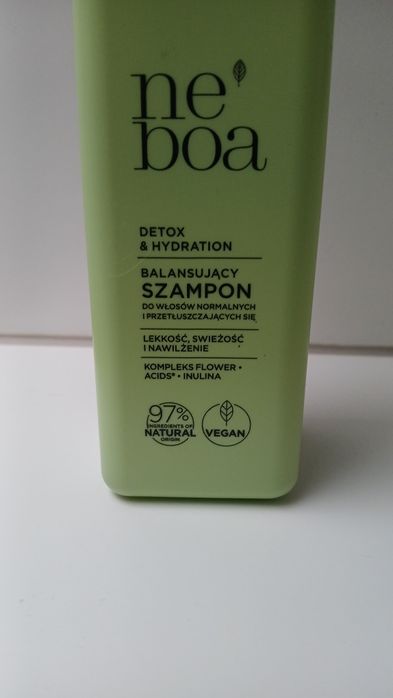 ne
boa
DETOX
& HYDRATION
BALANSUJĄCY
SZAMPON
DO WŁOSÓW NORMALNYCH
I PRZETŁUSZCZAJĄCYCH SIĘ
LEKKOŚĆ, SWIEŻOŚĆ
I NAWILŻENIE
KOMPLEKS FLOWER •
ACIDS® • INULINA
97%
INGREDIENTS OF
NATURAL
ORIGIN
VEGAN